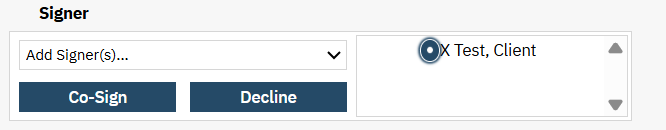 Signer
Add Signer(s)...
Co-Sign
Decline
X Test, Client